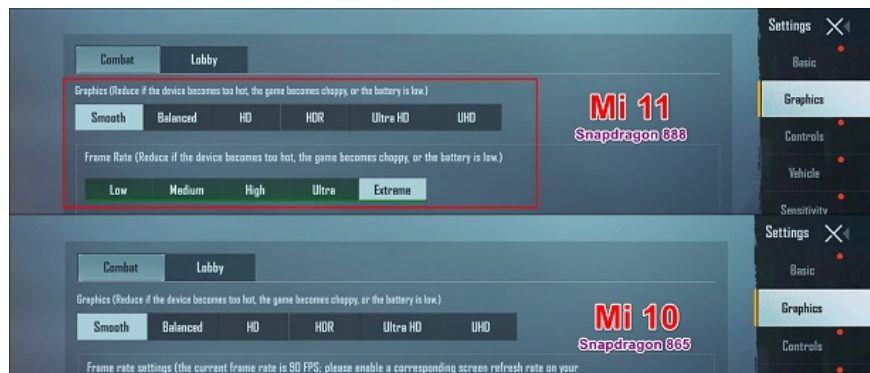 Settings
Combat Lobby
Basic
Graphics (Reduce if the device becomes too hot, the game becomes choppy, or the battery is low.)
Graphics
Smooth Balanced HD HDR Ultra HD UHD
Mi 11
Snapdragon 888
Controls
Frame Rate (Reduce if the device becomes too hot, the game becomes choppy, or the battery is low.)
Vehicle
Low Medium High Ultra Extreme
Sensitivity
Settings
Combat Lobby
Basic
Graphics (Reduce if the device becomes too hot, the game becomes choppy, or the battery is low.)
Graphics
Smooth Balanced HD HDR Ultra HD UHD
Mi 10
Snapdragon 865
Controls
Frame rate settings (the current frame rate is 90 FPS; please enable a corresponding screen refresh rate on your